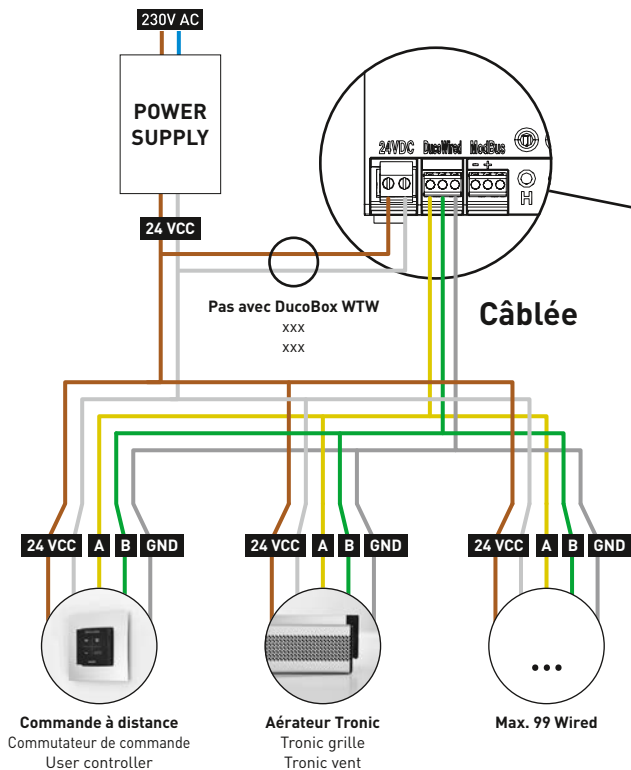 230V AC
POWER
SUPPLY
24VDC DucoWired ModBus
- +
H
24 VCC
Pas avec DucoBox WTW
xxx
xxx
Câblée
24 VCC A B GND
24 VCC A B GND
24 VCC A B GND
...
Commande à distance
Commutateur de commande
User controller
Aérateur Tronic
Tronic grille
Tronic vent
Max. 99 Wired